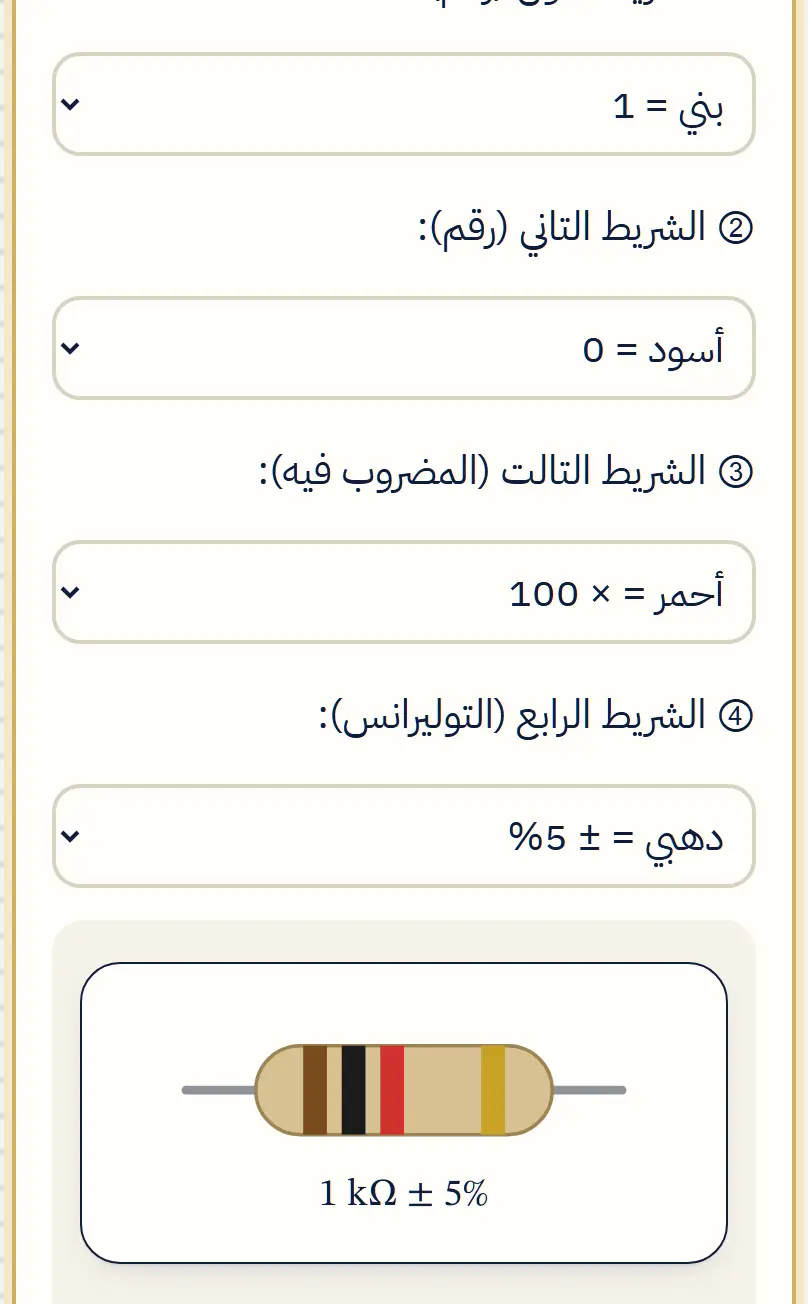 بني = 1
② الشريط التاني (رقم):
أسود = 0
③ الشريط التالت (المضروب فيه):
أحمر = × 100
④ الشريط الرابع (التوليرانس):
دهبي = ± 5%
1 kΩ ± 5%